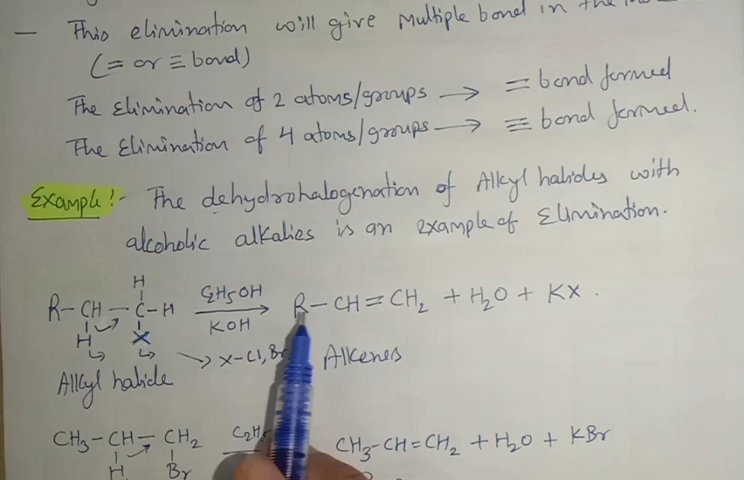 — This elimination will give Multiple bond in the
(= or ≡ bond)
The Elimination of 2 atoms/groups → = bond formed
The Elimination of 4 atoms/groups → ≡ bond formed.
Example:- The dehydrohalogenation of Alkyl halides with
alcoholic alkalies is an example of Elimination.
H
R-CH-C-H C2H5OH → R-CH=CH2 + H2O + KX.
KOH
H X → X-Cl, Br Alkenes
Alkyl halide
CH3-CH-CH2 → CH3-CH=CH2 + H2O + KBr
H Br